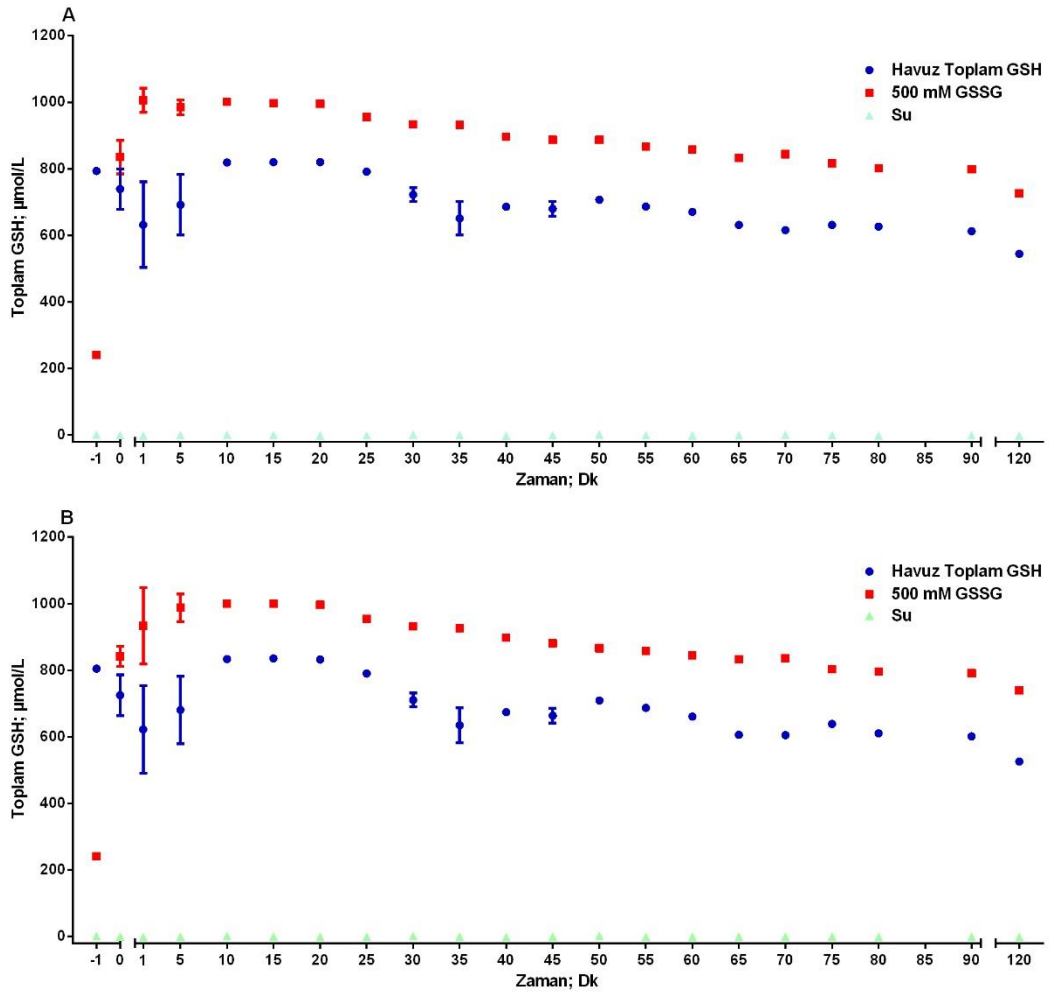 A
1200
1000
800
600
400
200
0
Toplam GSH; µmol/L
Havuz Toplam GSH
500 mM GSSG
Su
-1 0 1 5 10 15 20 25 30 35 40 45 50 55 60 65 70 75 80 85 90 120
Zaman; Dk
B
1200
1000
800
600
400
200
0
Toplam GSH; µmol/L
Havuz Toplam GSH
500 mM GSSG
Su
-1 0 1 5 10 15 20 25 30 35 40 45 50 55 60 65 70 75 80 85 90 120
Zaman; Dk